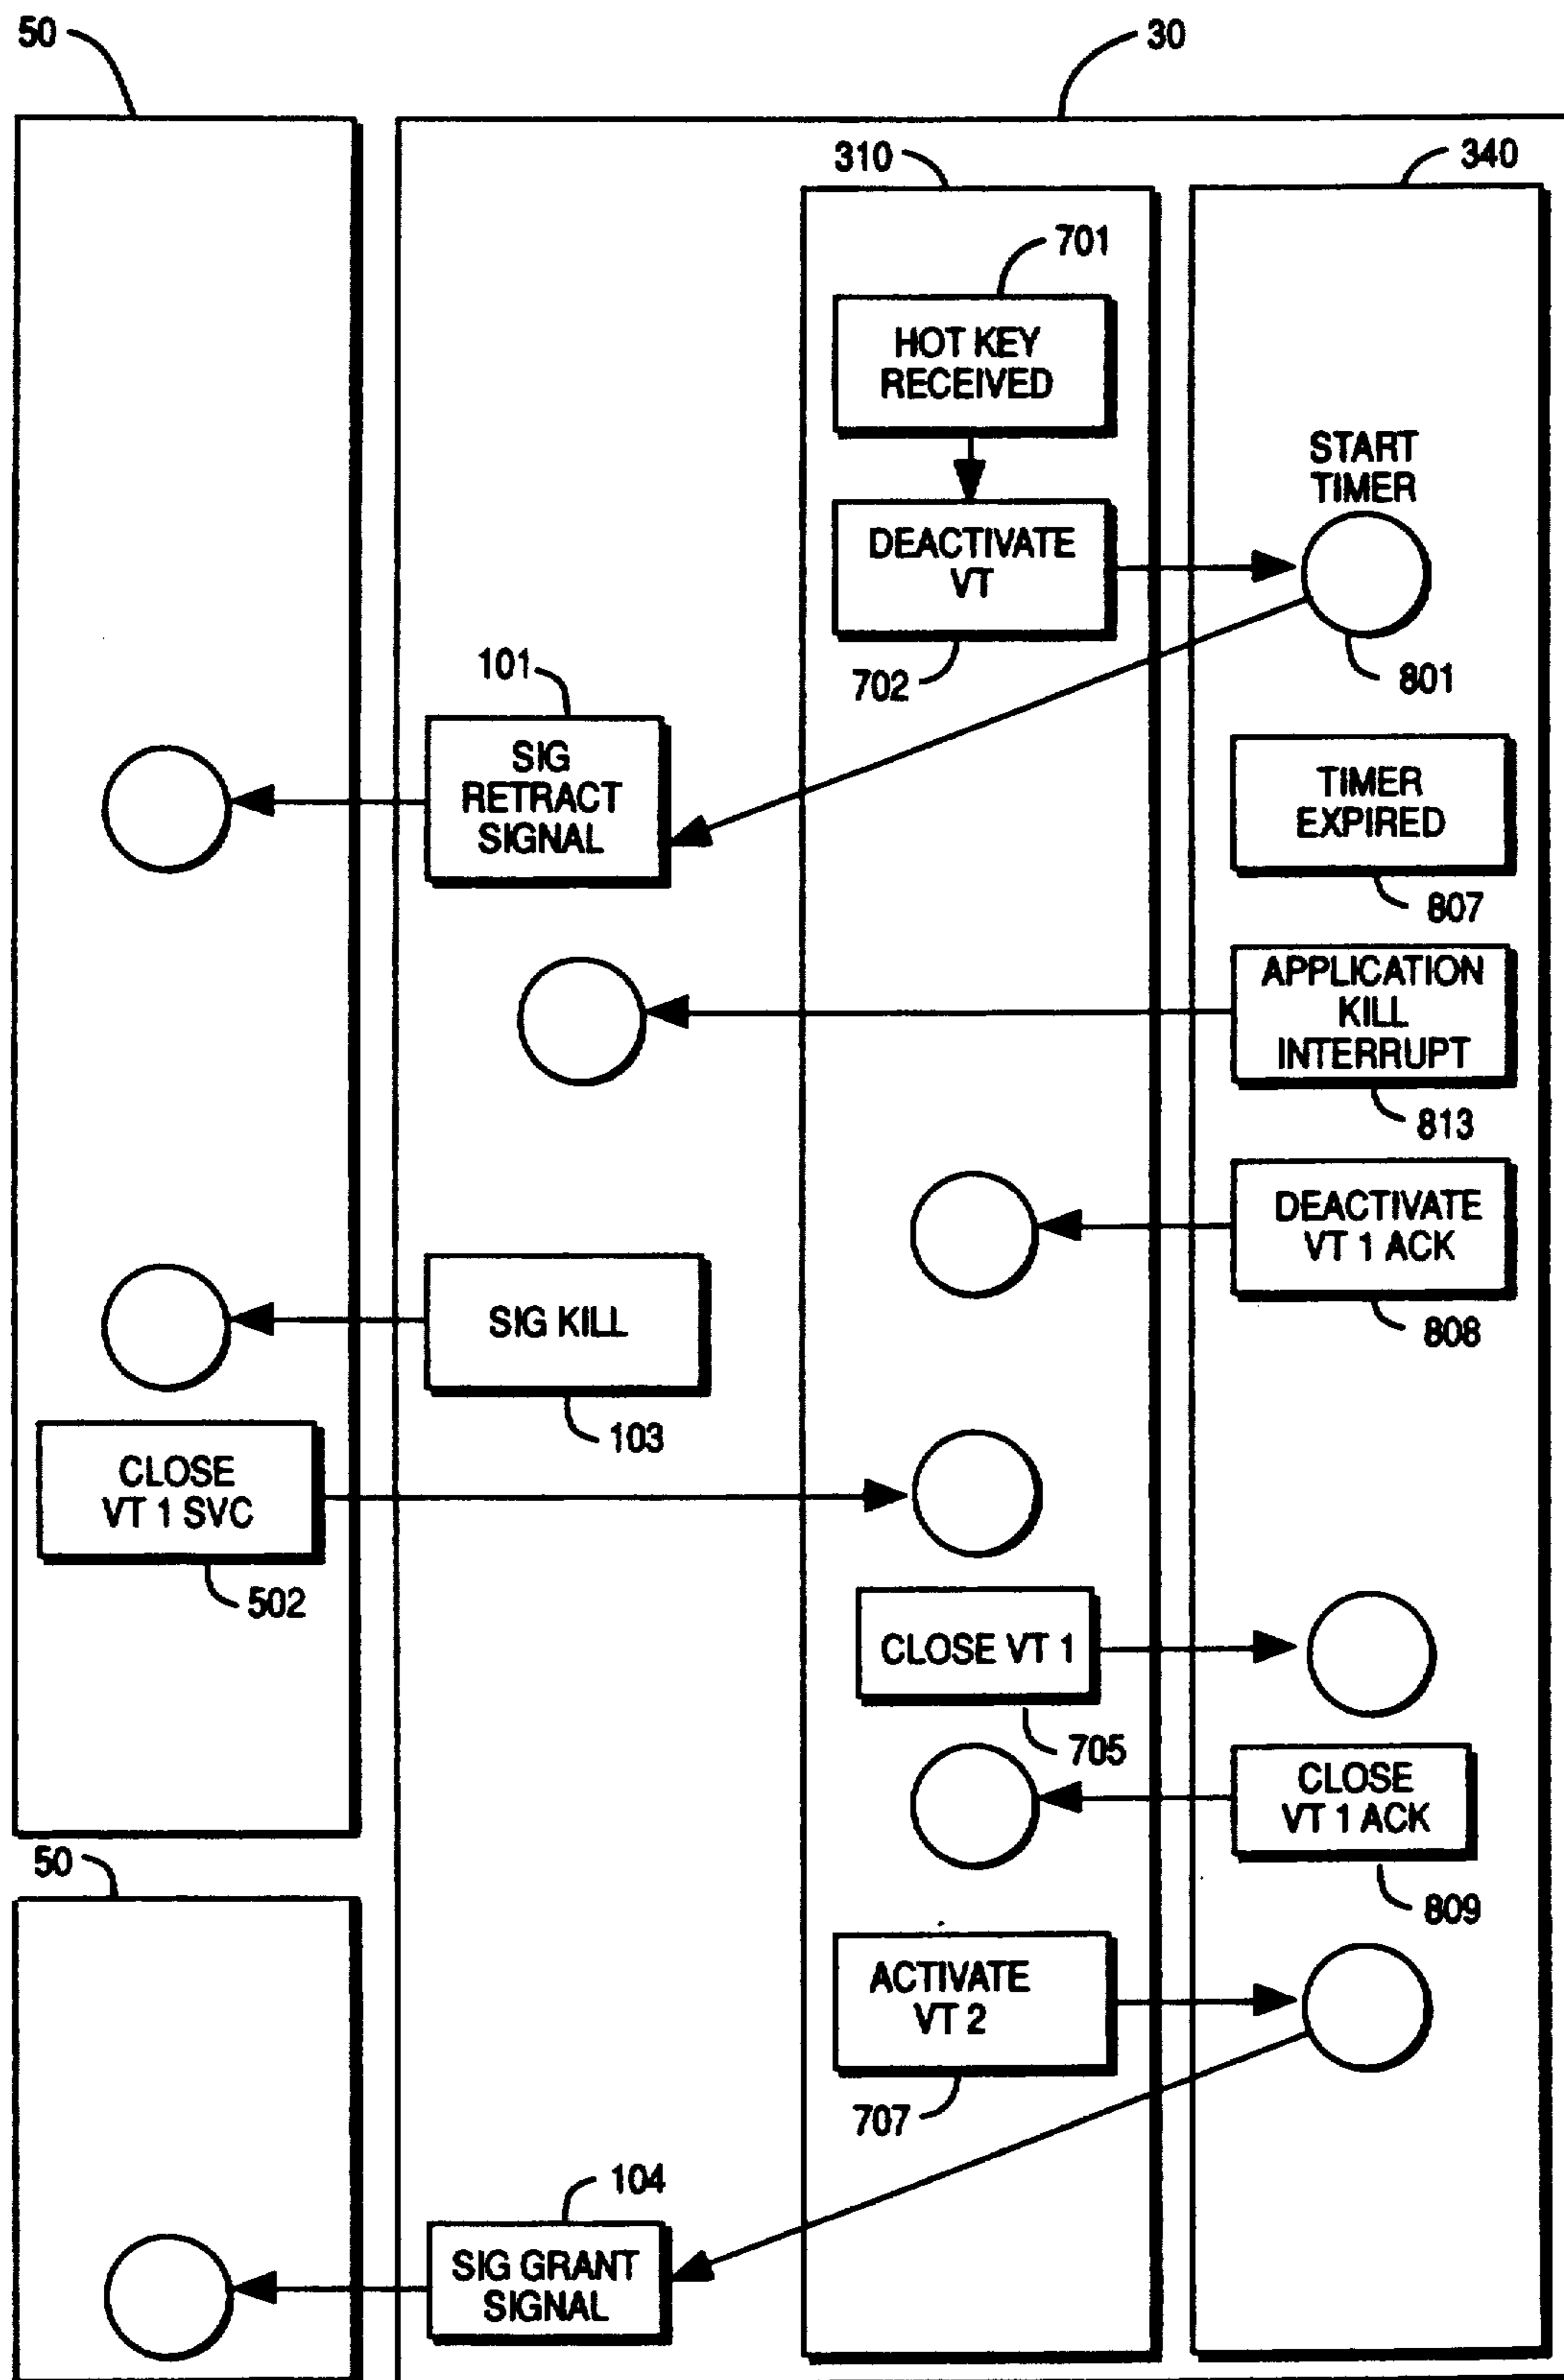 50
30
310
340
701
HOT KEY
RECEIVED
START
TIMER
DEACTIVATE
VT
702
801
101
SIG
RETRACT
SIGNAL
TIMER
EXPIRED
807
APPLICATION
KILL
INTERRUPT
813
DEACTIVATE
VT 1 ACK
808
SIG KILL
103
CLOSE
VT 1 SVC
502
CLOSE VT 1
705
CLOSE
VT 1 ACK
809
50
ACTIVATE
VT 2
707
104
SIG GRANT
SIGNAL